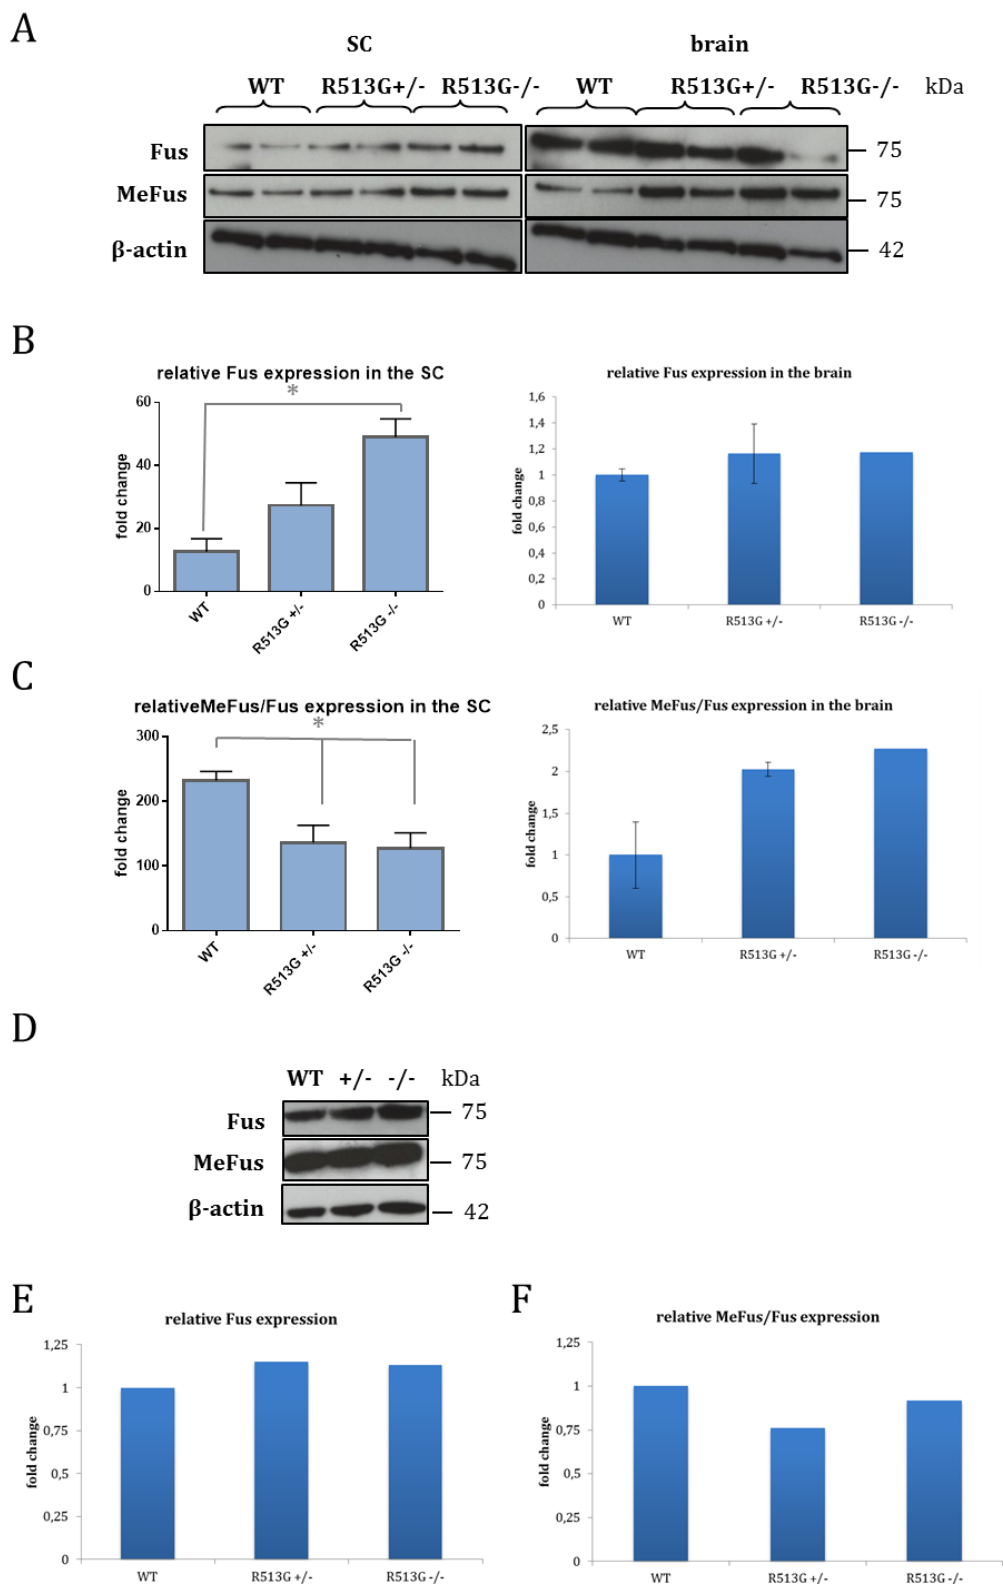 A
SC brain
WT R513G+/- R513G-/- WT R513G+/- R513G-/- kDa
Fus 75
MeFus 75
β-actin 42
B
relative Fus expression in the SC
*
fold change
60
40
20
0
WT R513G +/- R513G -/-
relative Fus expression in the brain
fold change
1,6
1,4
1,2
1
0,8
0,6
0,4
0,2
0
WT R513G +/- R513G -/-
C
relativeMeFus/Fus expression in the SC
*
fold change
300
200
100
0
WT R513G +/- R513G -/-
relative MeFus/Fus expression in the brain
fold change
2,5
2
1,5
1
0,5
0
WT R513G +/- R513G -/-
D
WT +/- -/- kDa
Fus 75
MeFus 75
β-actin 42
E
relative Fus expression
fold change
1,25
1
0,75
0,5
0,25
0
WT R513G +/- R513G -/-
F
relative MeFus/Fus expression
fold change
1,25
1
0,75
0,5
0,25
0
WT R513G +/- R513G -/-